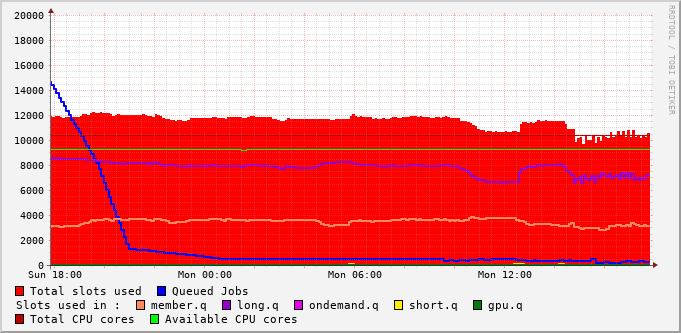 20000
18000
16000
14000
12000
10000
8000
6000
4000
2000
0
Sun 18:00 Mon 00:00 Mon 06:00 Mon 12:00
Total slots used Queued Jobs
Slots used in : member.q long.q ondemand.q short.q gpu.q
Total CPU cores Available CPU cores
RRDTOOL / TOBI OETIKER